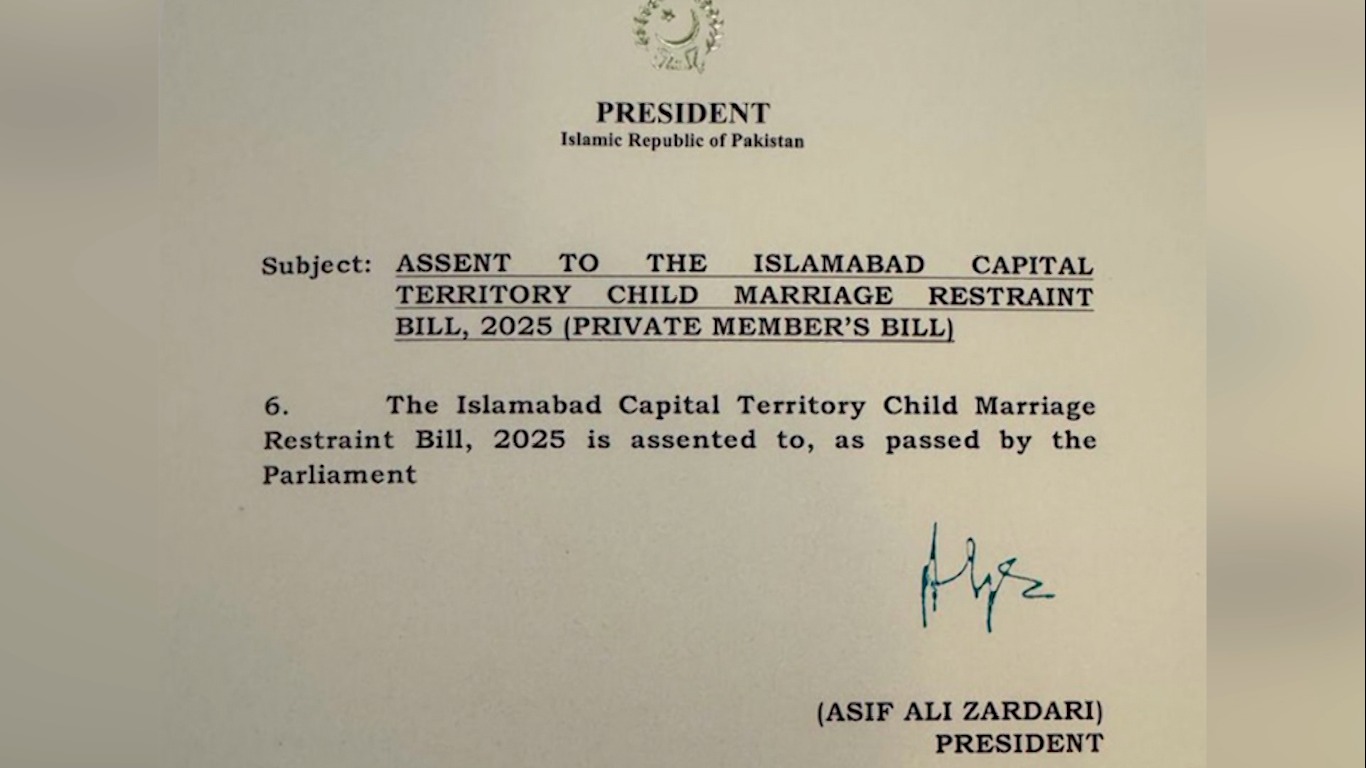 PRESIDENT
Islamic Republic of Pakistan
Subject: ASSENT TO THE ISLAMABAD CAPITAL
TERRITORY CHILD MARRIAGE RESTRAINT
BILL, 2025 (PRIVATE MEMBER'S BILL)
6. The Islamabad Capital Territory Child Marriage
Restraint Bill, 2025 is assented to, as passed by the
Parliament
(ASIF ALI ZARDARI)
PRESIDENT